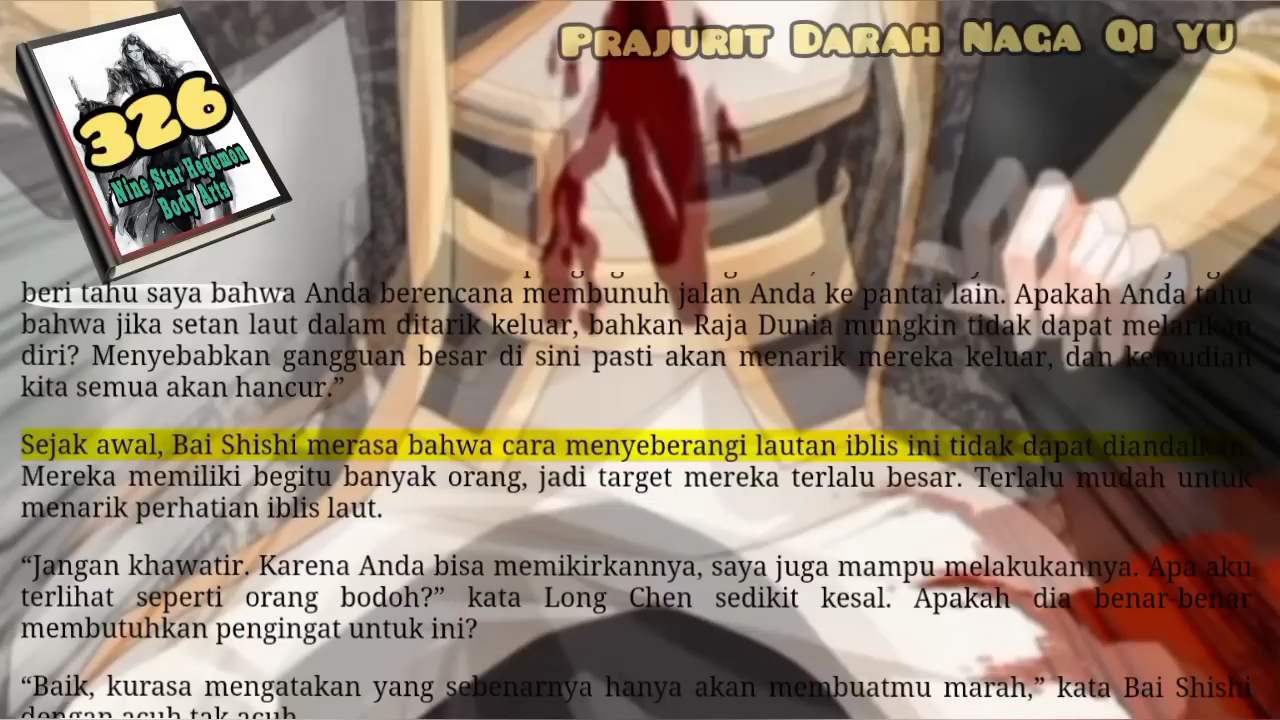 PRAJURIT DARAH NAGA QI YU
326
Nine Star Hegemon
Body Arts
beri tahu saya bahwa Anda berencana membunuh jalan Anda ke pantai lain. Apakah Anda tahu
bahwa jika setan laut dalam ditarik keluar, bahkan Raja Dunia mungkin tidak dapat melarikan
diri? Menyebabkan gangguan besar di sini pasti akan menarik mereka keluar, dan kemudian
kita semua akan hancur.”
Sejak awal, Bai Shishi merasa bahwa cara menyeberangi lautan iblis ini tidak dapat diandalkan.
Mereka memiliki begitu banyak orang, jadi target mereka terlalu besar. Terlalu mudah untuk
menarik perhatian iblis laut.
“Jangan khawatir. Karena Anda bisa memikirkannya, saya juga mampu melakukannya. Apa aku
terlihat seperti orang bodoh?” kata Long Chen sedikit kesal. Apakah dia benar-benar
membutuhkan pengingat untuk ini?
“Baik, kurasa mengatakan yang sebenarnya hanya akan membuatmu marah,” kata Bai Shishi
dengan acuh tak acuh.